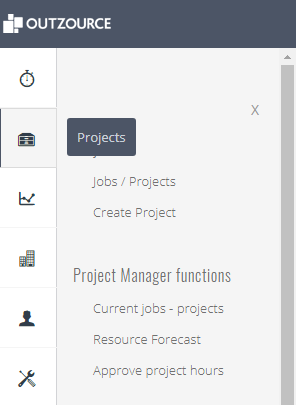 OUTZOURCE
X
Projects
Jobs / Projects
Create Project
Project Manager functions
Current jobs - projects
Resource Forecast
Approve project hours